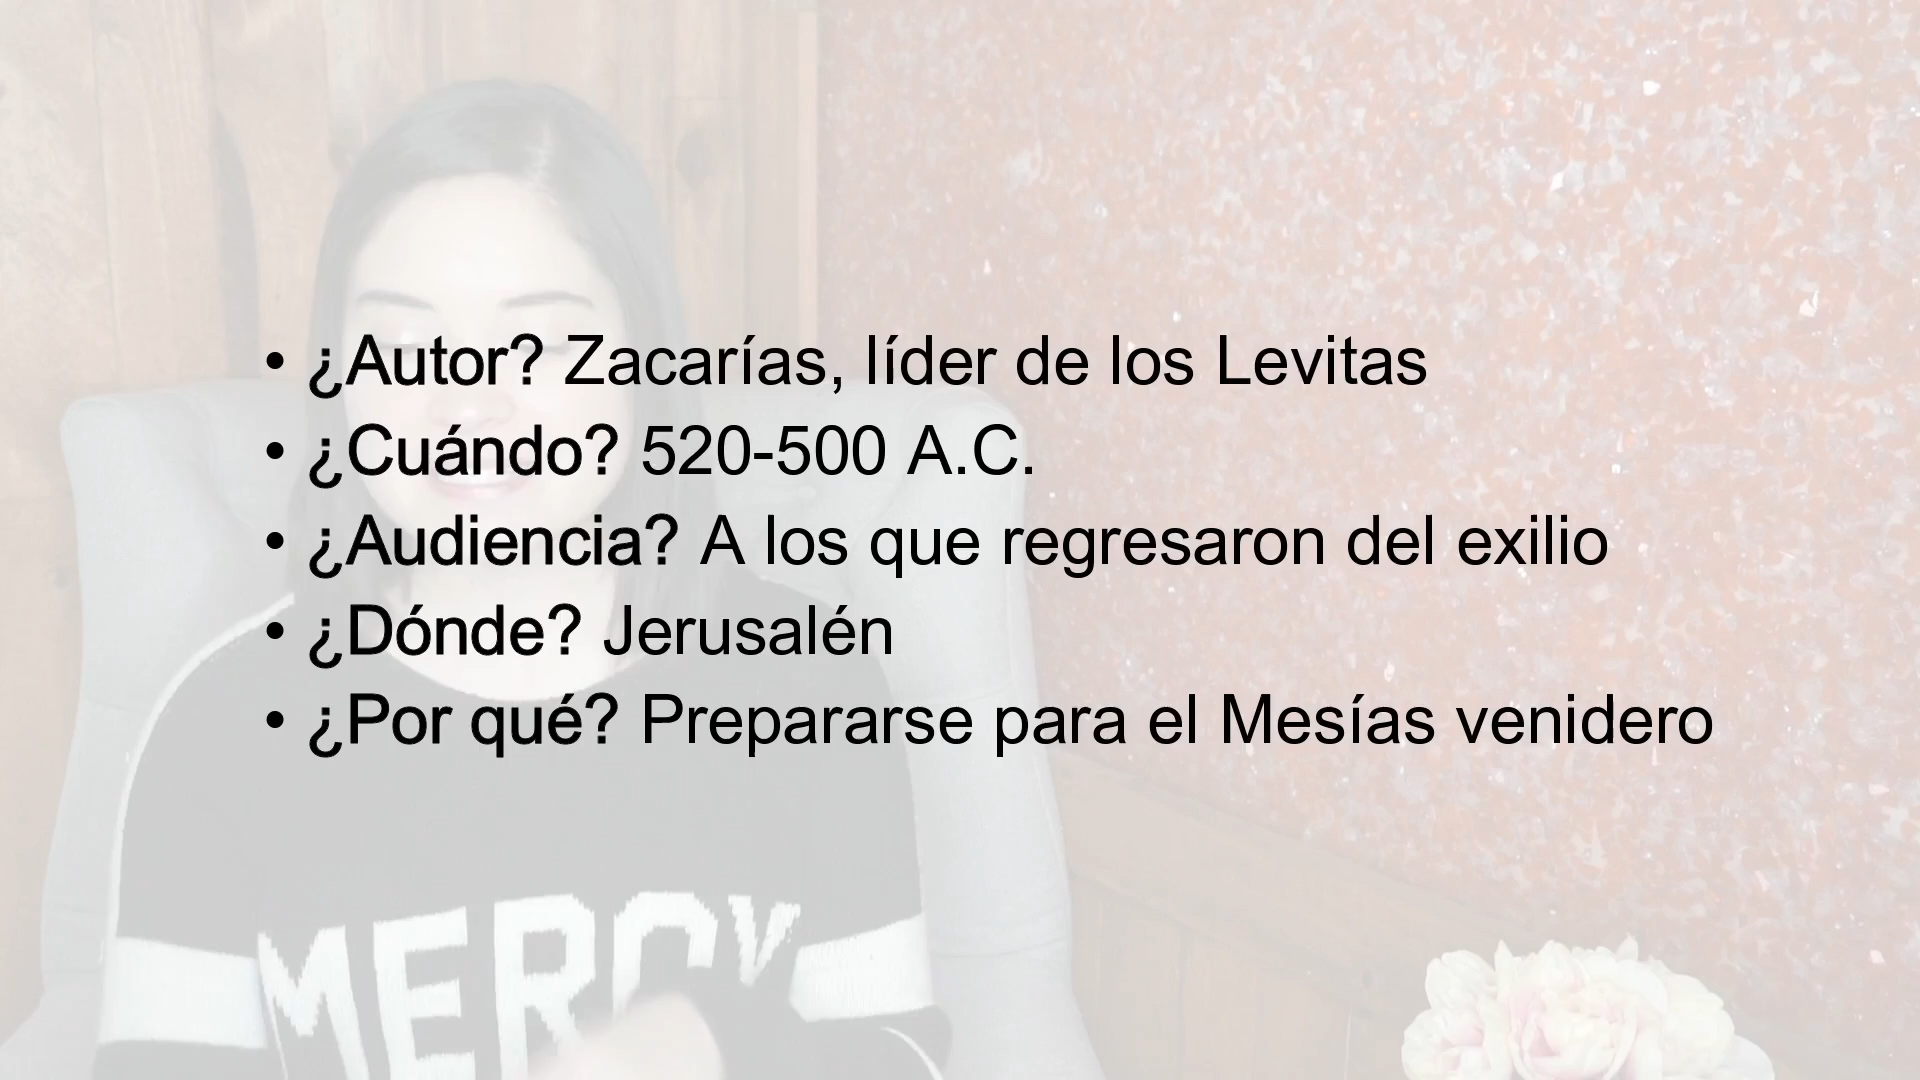 • ¿Autor? Zacarías, líder de los Levitas
• ¿Cuándo? 520-500 A.C.
• ¿Audiencia? A los que regresaron del exilio
• ¿Dónde? Jerusalén
• ¿Por qué? Prepararse para el Mesías venidero
MERCY